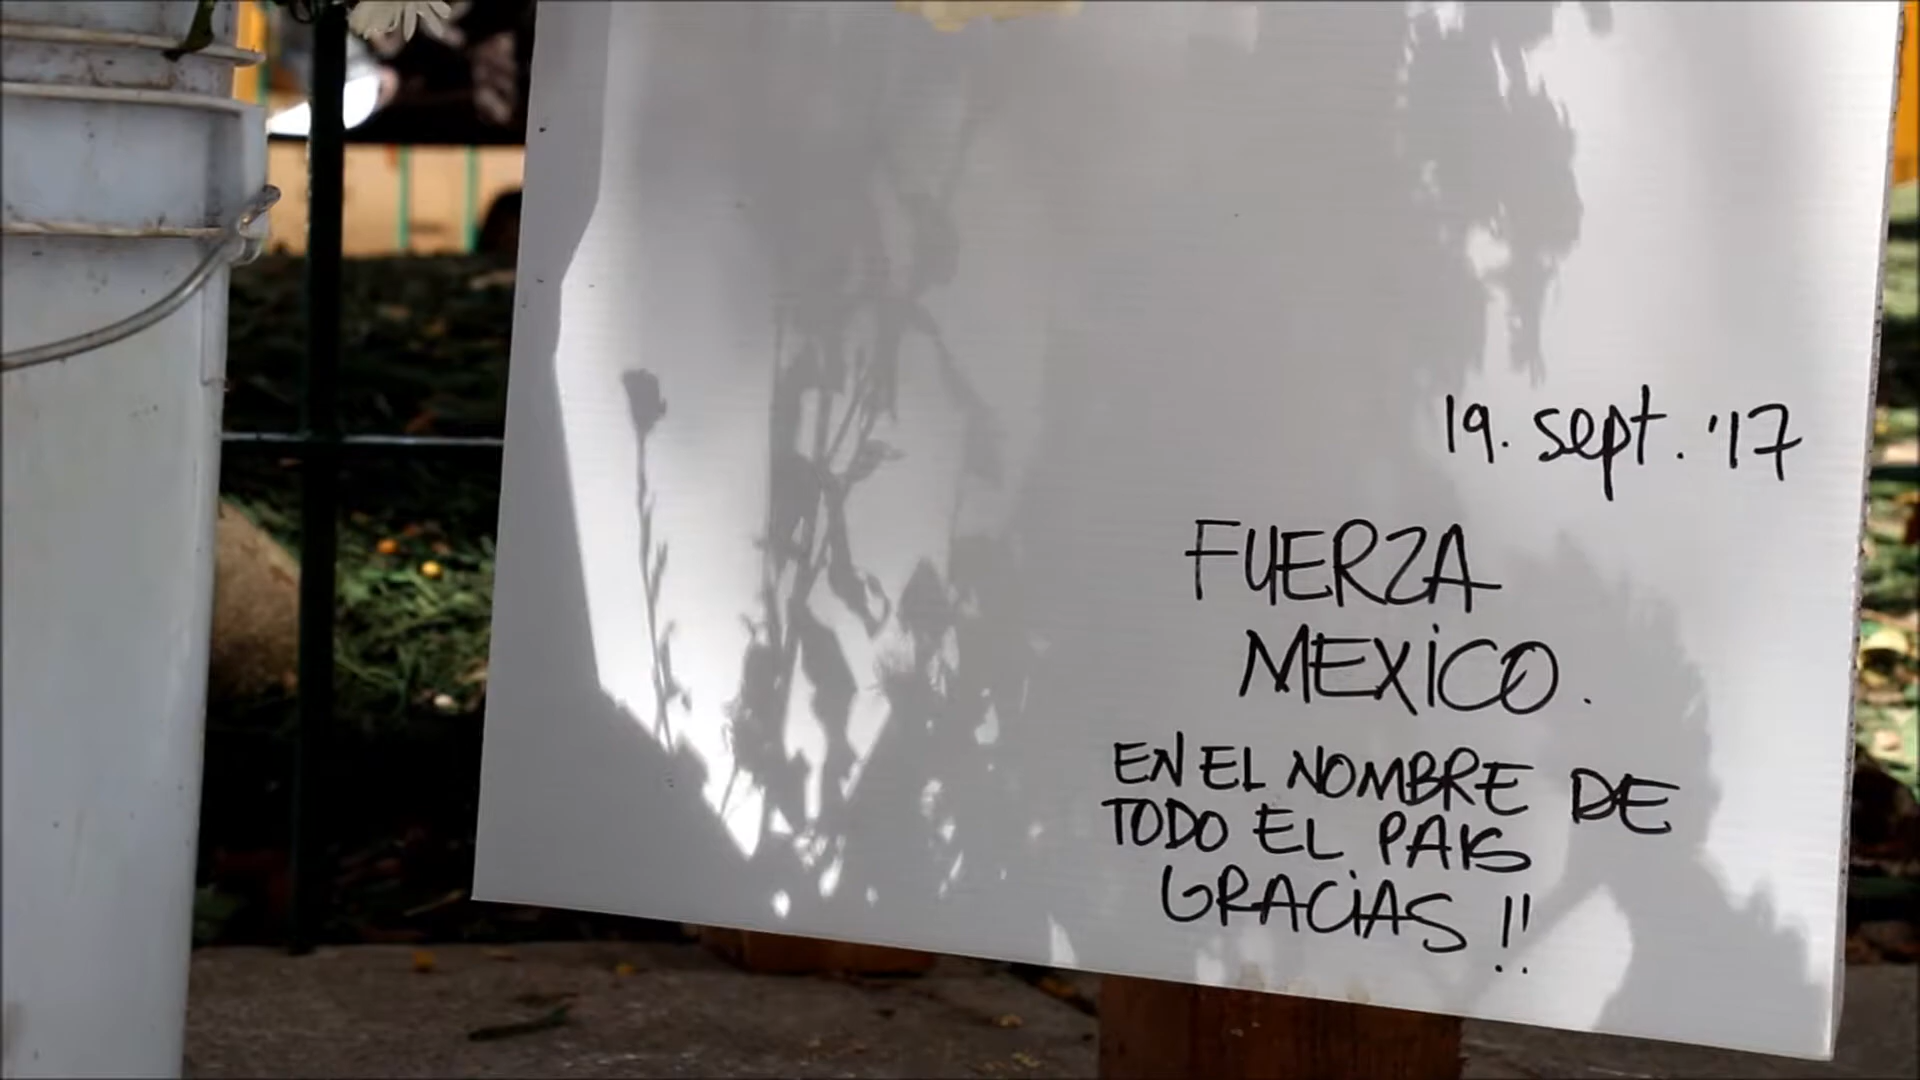 19. sept. '17
FUERZA
MEXICO.
EN EL NOMBRE DE
TODO EL PAIS
GRACIAS !!